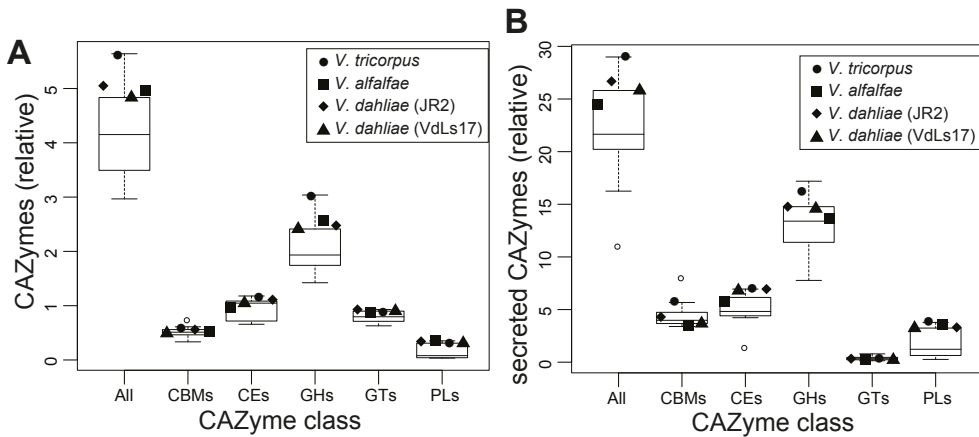 A
CAZymes (relative)
5
4
3
2
1
0
V. tricorpus
V. alfalfae
V. dahliae (JR2)
V. dahliae (VdLs17)
All CBMs CEs GHs GTs PLs
CAZyme class
B
secreted CAZymes (relative)
30
25
20
15
10
5
0
V. tricorpus
V. alfalfae
V. dahliae (JR2)
V. dahliae (VdLs17)
All CBMs CEs GHs GTs PLs
CAZyme class